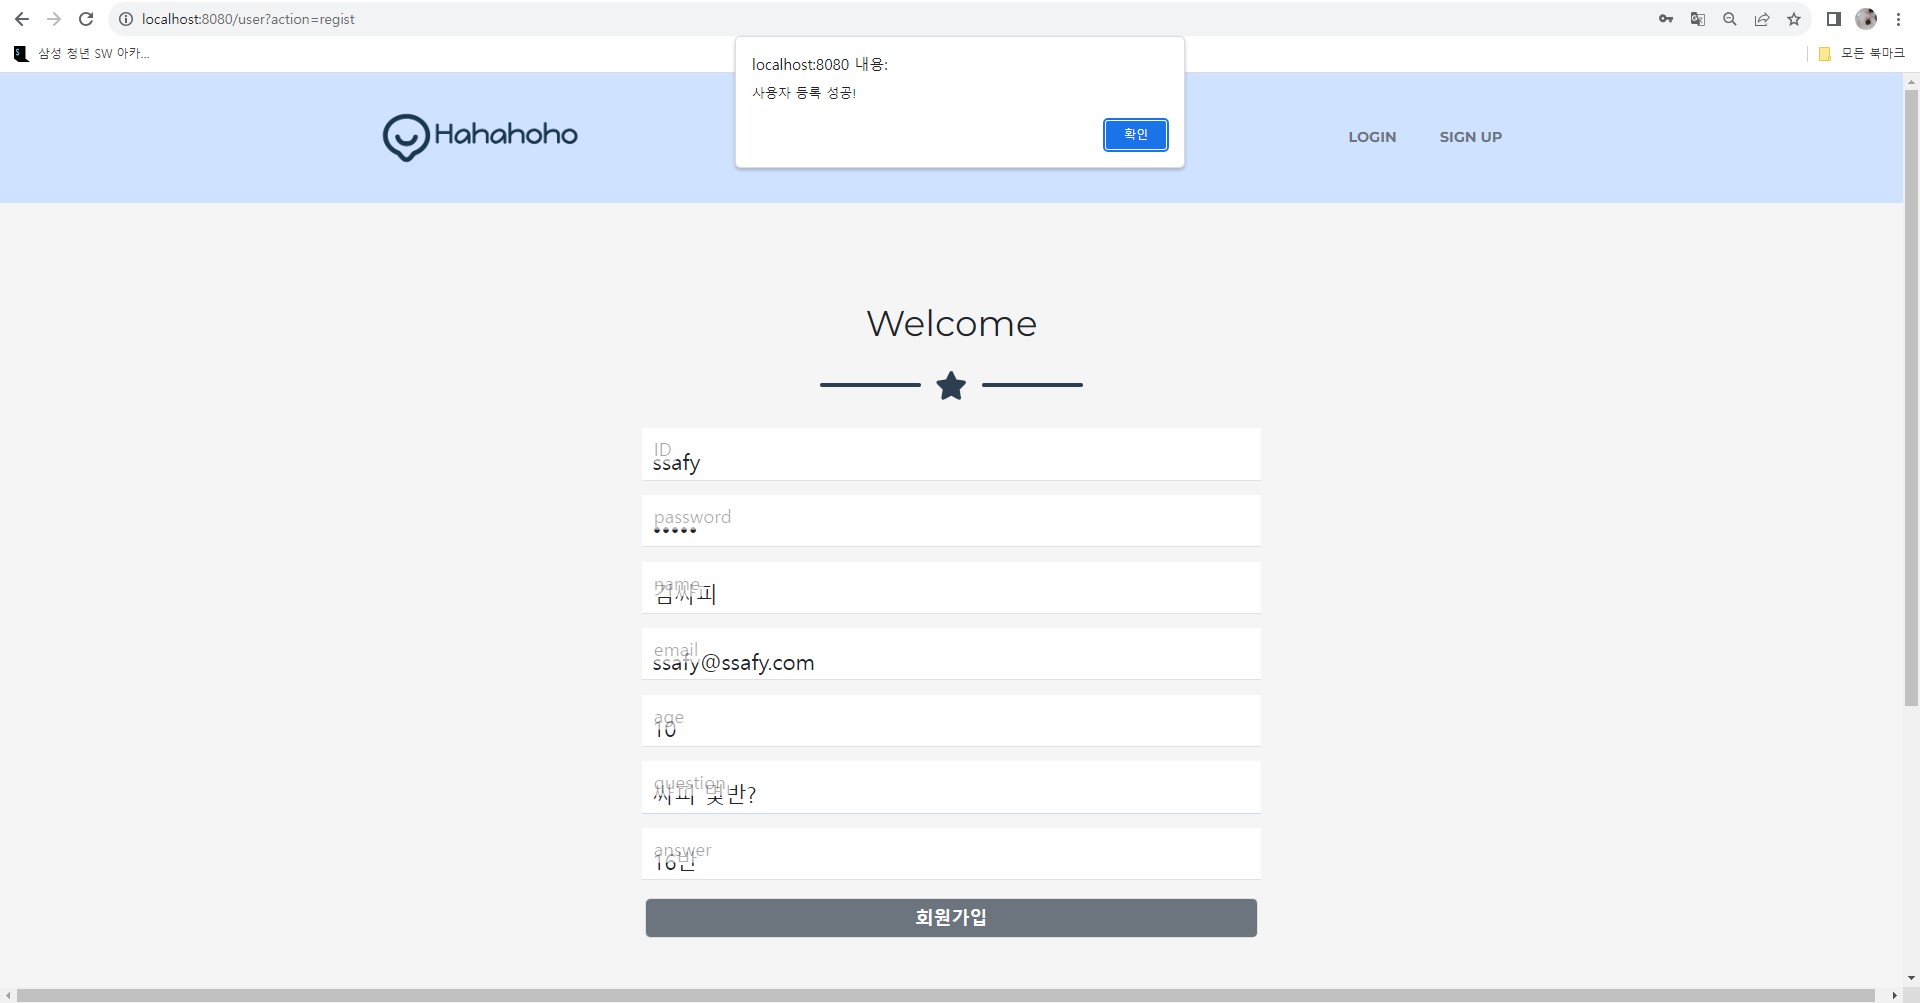 localhost:8080/user?action=regist
삼성 청년 SW 아카...
모든 북마크
localhost:8080 내용:
사용자 등록 성공!
확인
Hahahoho
LOGIN
SIGN UP
Welcome
ID
ssafy
password
name
김싸피
email
ssafy@ssafy.com
age
10
question
싸피 몇반?
answer
16반
회원가입